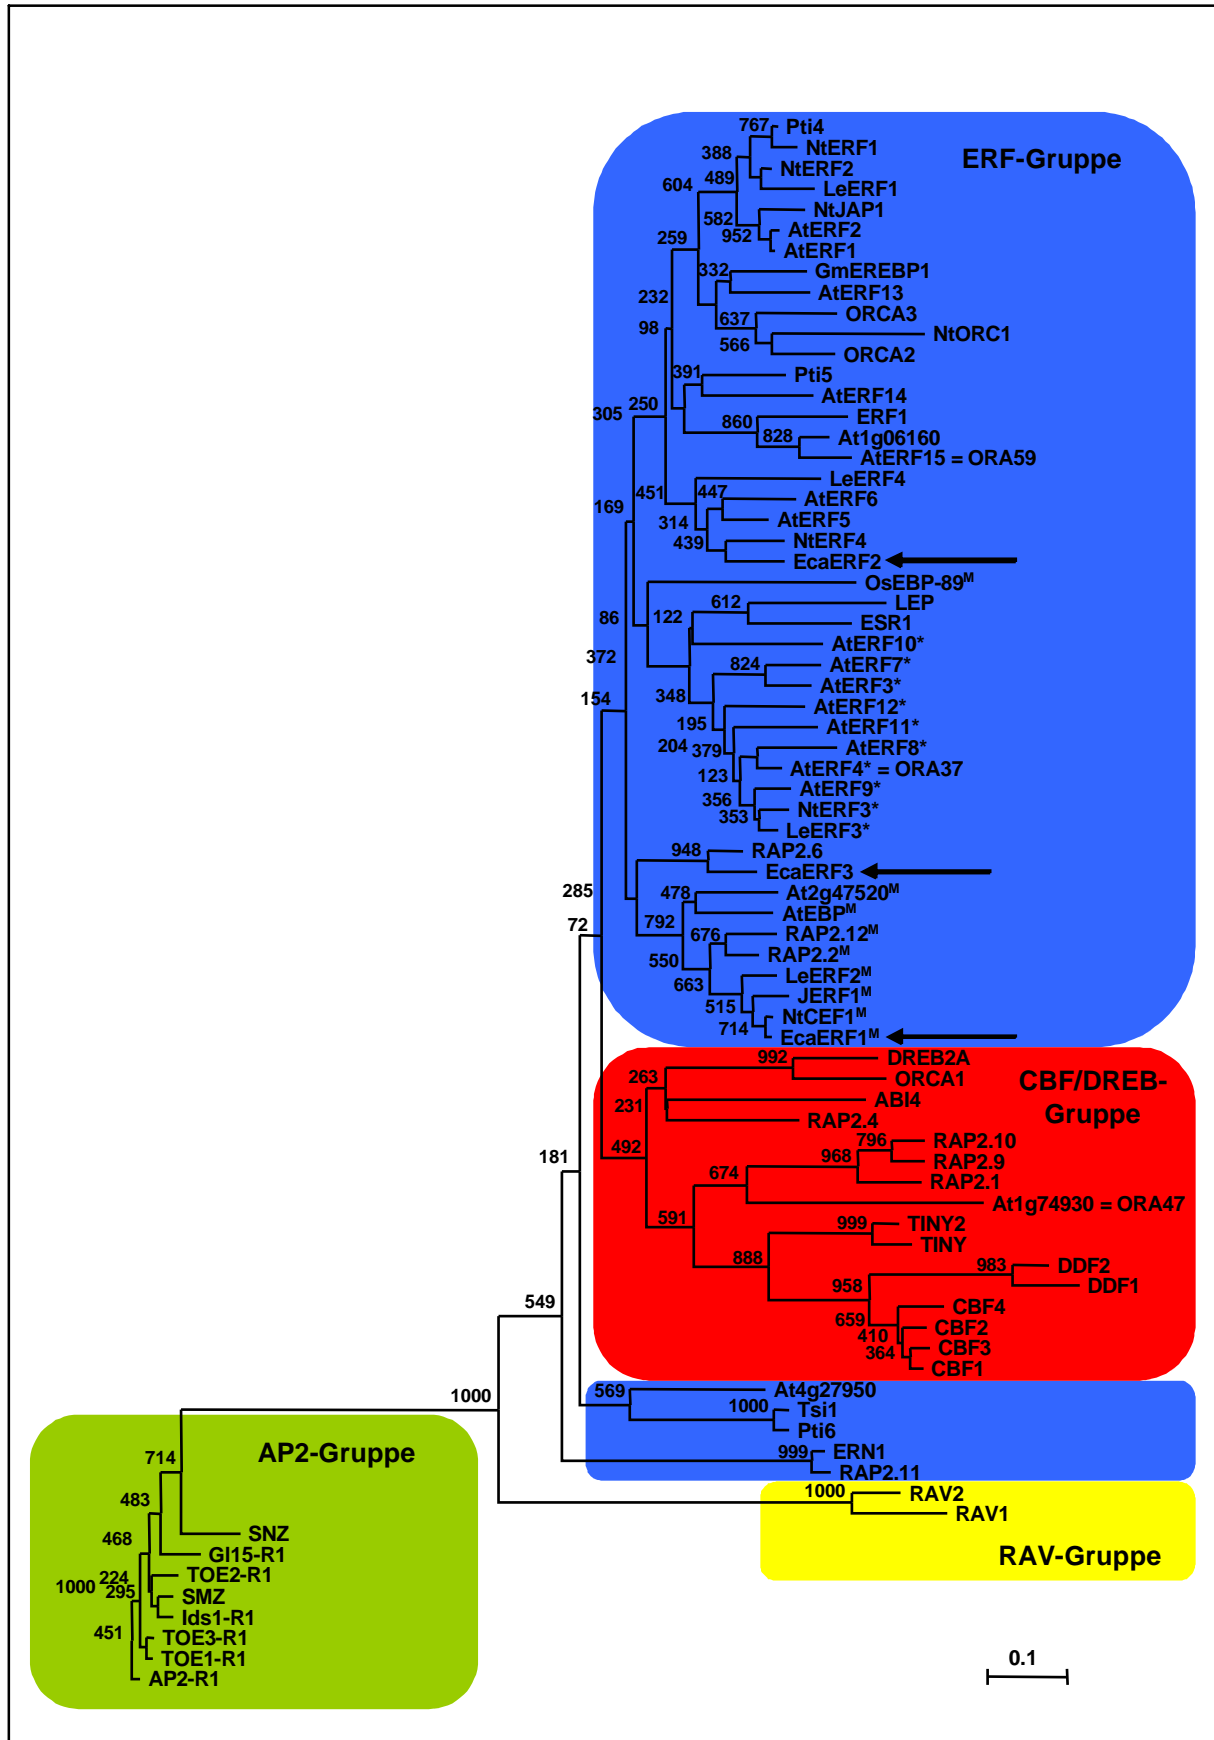 767 Pti4
ERF-Gruppe
NtERF1
388
NtERF2
489
604
LeERF1
NtJAP1
582
AtERF2
952
259
AtERF1
332 GmEREBP1
AtERF13
232
ORCA3
637
98
NtORC1
566
ORCA2
391 Pti5
AtERF14
250
305
ERF1
860
828 At1g06160
AtERF15 = ORA59
LeERF4
451 447
AtERF6
169
314 AtERF5
439 NtERF4
EcaERF2
OsEBP-89ᴹ
612 LEP
86 122
ESR1
AtERF10*
372
824 AtERF7*
AtERF3*
348
154
AtERF12*
195
AtERF11*
204 379
AtERF8*
AtERF4* = ORA37
123
AtERF9*
356
NtERF3*
353
LeERF3*
948 RAP2.6
EcaERF3
285
478 At2g47520ᴹ
AtEBPᴹ
72
792
676 RAP2.12ᴹ
RAP2.2ᴹ
550
LeERF2ᴹ
663
JERF1ᴹ
515
NtCEF1ᴹ
714
EcaERF1ᴹ
992 DREB2A
CBF/DREB-
Gruppe
263 ORCA1
231 ABI4
RAP2.4
796 RAP2.10
492
181
968 RAP2.9
674
RAP2.1
At1g74930 = ORA47
591
999 TINY2
TINY
888
983 DDF2
958
DDF1
549
CBF4
659
410 CBF2
364 CBF3
CBF1
569 At4g27950
1000
1000 Tsi1
Pti6
999 ERN1
RAP2.11
714
AP2-Gruppe
1000 RAV2
483
RAV1
468
SNZ
GI15-R1
RAV-Gruppe
224 TOE2-R1
1000
295 SMZ
Ids1-R1
451 TOE3-R1
TOE1-R1
AP2-R1
0.1